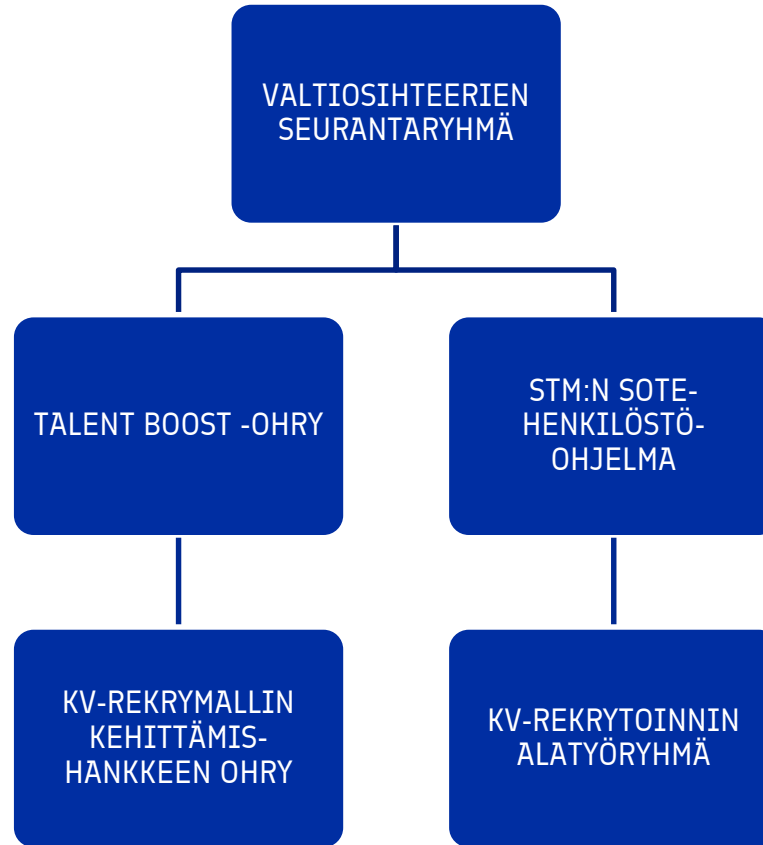 VALTIOSIHTEERIEN
SEURANTARYHMÄ
TALENT BOOST -OHRY
STM:N SOTE-
HENKILÖSTÖ-
OHJELMA
KV-REKRYMALLIN
KEHITTÄMIS-
HANKKEEN OHRY
KV-REKRYTOINNIN
ALATYÖRYHMÄ